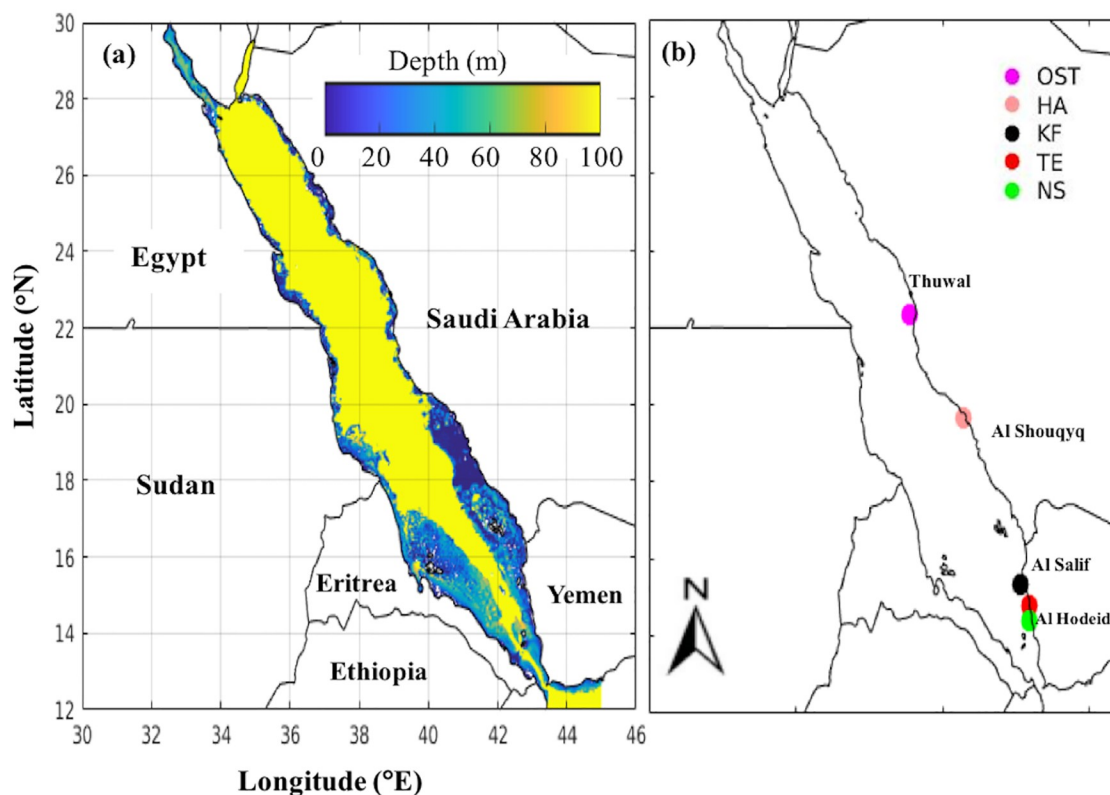 (a)
Depth (m)
0 20 40 60 80 100
30
28
26
24
22
20
18
16
14
12
Latitude (°N)
Egypt
Saudi Arabia
Sudan
Eritrea
Yemen
Ethiopia
30 32 34 36 38 40 42 44 46
Longitude (°E)
(b)
OST
HA
KF
TE
NS
Thuwal
Al Shouqyq
Al Salif
Al Hodeid
N